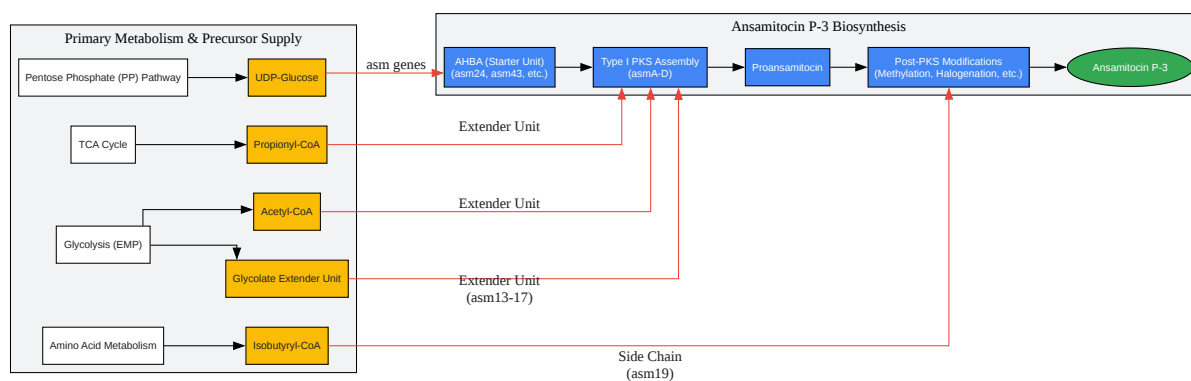 Primary Metabolism & Precursor Supply
Pentose Phosphate (PP) Pathway
UDP-Glucose
TCA Cycle
Propionyl-CoA
Acetyl-CoA
Glycolysis (EMP)
Glycolate Extender Unit
Amino Acid Metabolism
Isobutyryl-CoA
asm genes
Extender Unit
Extender Unit
Extender Unit
(asm13-17)
Side Chain
(asm19)
Ansamitocin P-3 Biosynthesis
AHBA (Starter Unit)
(asm24, asm43, etc.)
Type I PKS Assembly
(asmA-D)
Proansamitocin
Post-PKS Modifications
(Methylation, Halogenation, etc.)
Ansamitocin P-3